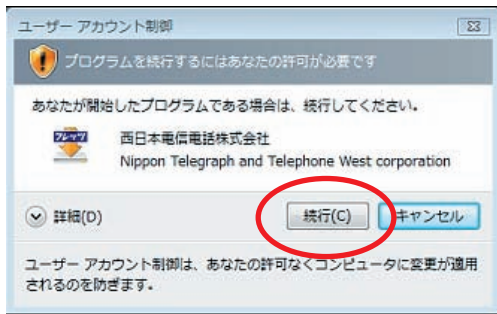 ユーザー アカウント制御
プログラムを続行するにはあなたの許可が必要です
あなたが開始したプログラムである場合は、続行してください。
フレッツ
西日本電信電話株式会社
Nippon Telegraph and Telephone West corporation
詳細(D)
続行(C)
キャンセル
ユーザー アカウント制御は、あなたの許可なくコンピュータに変更が適用
されるのを防ぎます。